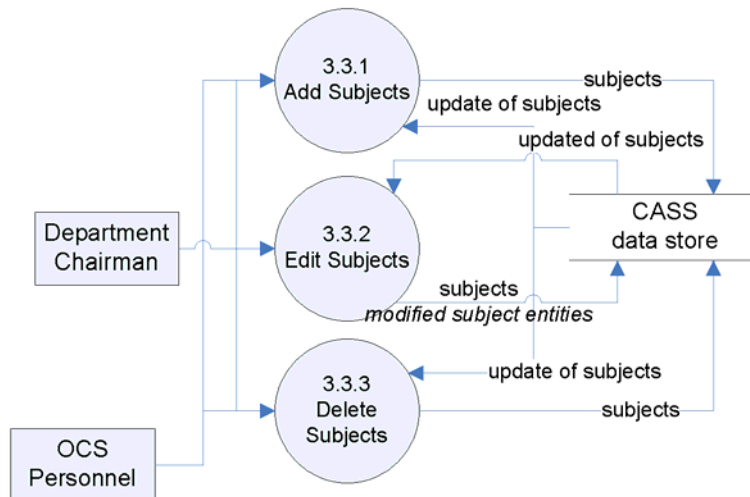 3.3.1
Add Subjects
subjects
update of subjects
updated of subjects
Department
Chairman
3.3.2
Edit Subjects
CASS
data store
subjects
modified subject entities
3.3.3
Delete
Subjects
update of subjects
subjects
OCS
Personnel